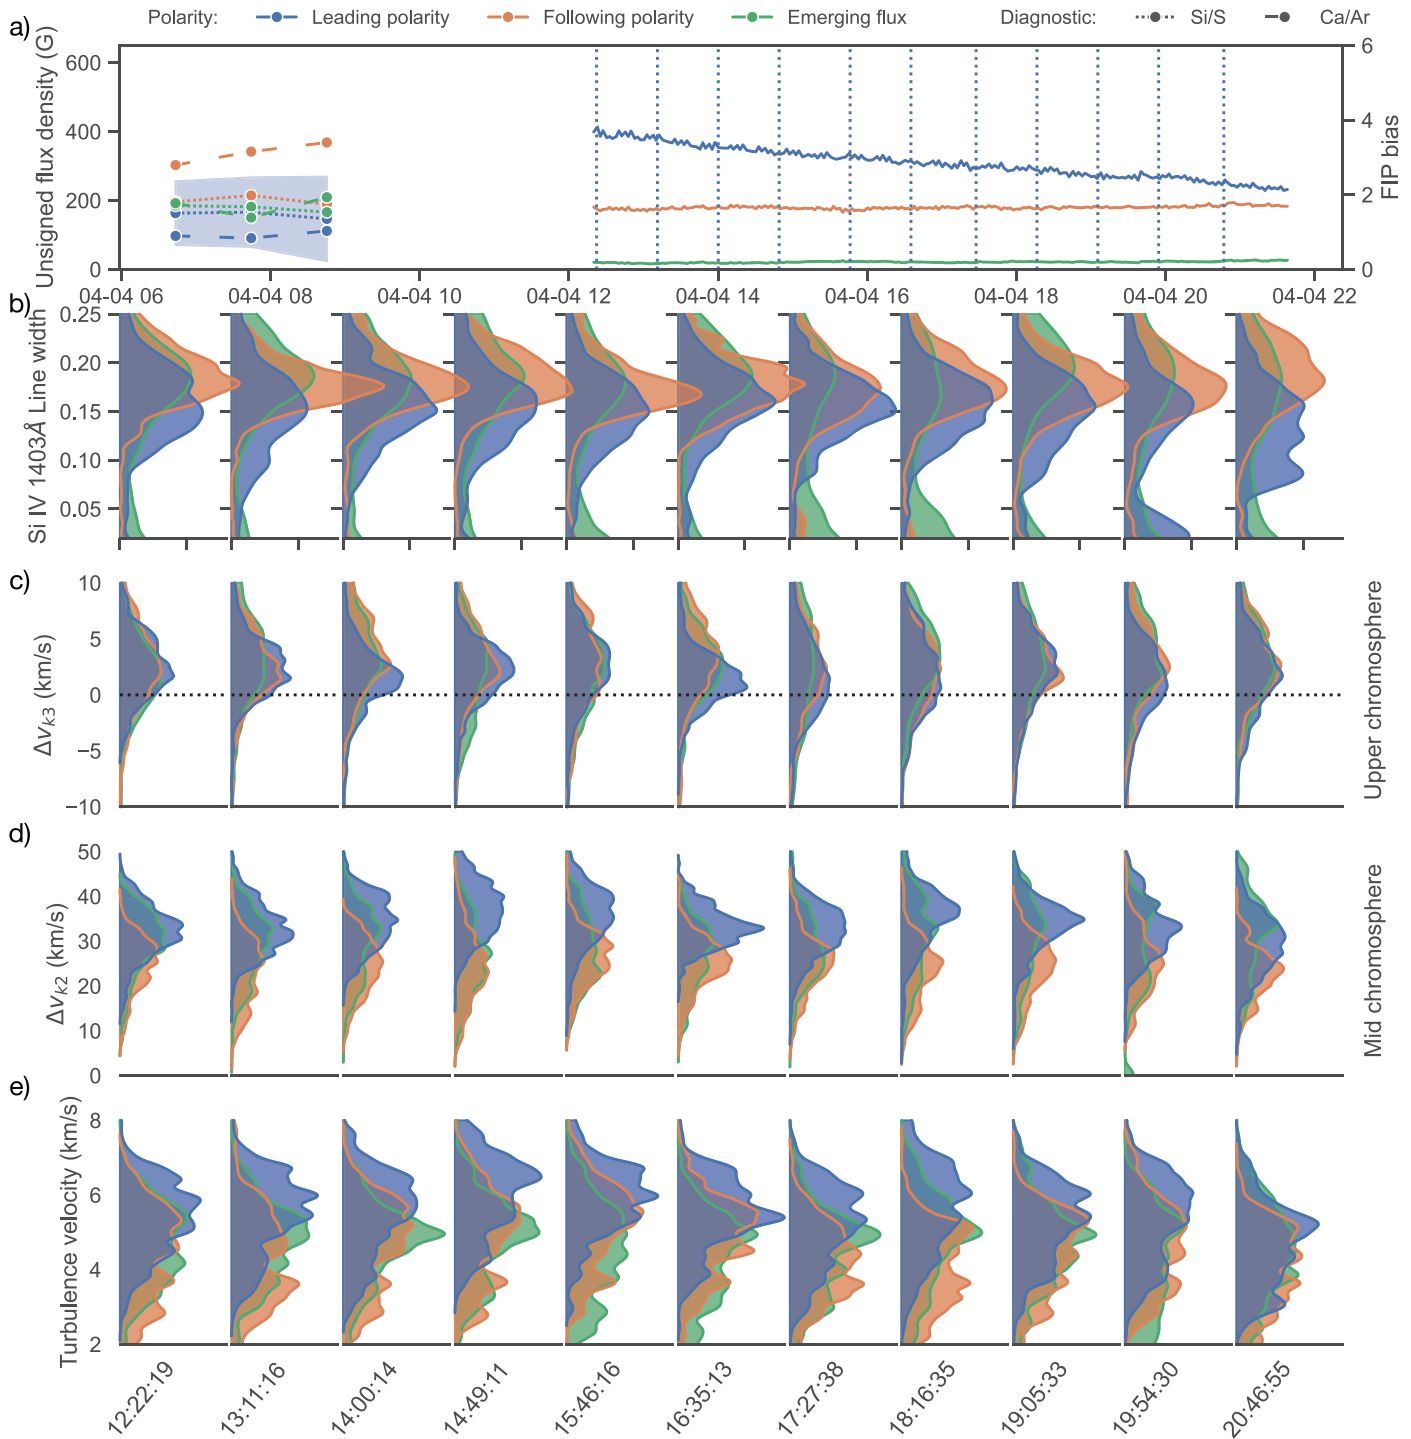 a)
Polarity: Leading polarity Following polarity Emerging flux Diagnostic: Si/S Ca/Ar
Unsigned flux density (G)
600
400
200
0
6
4
2
0
FIP bias
04-04 06 04-04 08 04-04 10 04-04 12 04-04 14 04-04 16 04-04 18 04-04 20 04-04 22
b)
Si IV 1403Å Line width
0.25
0.20
0.15
0.10
0.05
c)
Δv_{k3} (km/s)
10
5
0
−5
−10
Upper chromosphere
d)
Δv_{k2} (km/s)
50
40
30
20
10
0
Mid chromosphere
e)
Turbulence velocity (km/s)
8
6
4
2
12:22:19 13:11:16 14:00:14 14:49:11 15:46:16 16:35:13 17:27:38 18:16:35 19:05:33 19:54:30 20:46:55